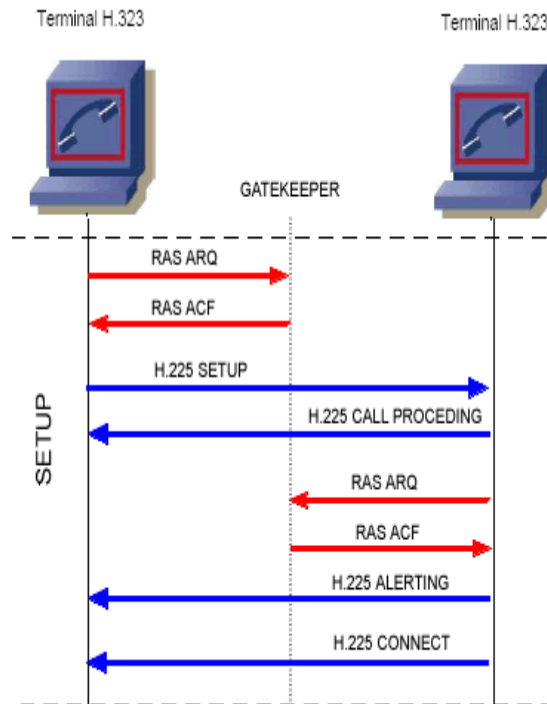 Terminal H.323
Terminal H.323
GATEKEEPER
RAS ARQ
RAS ACF
H.225 SETUP
H.225 CALL PROCEDING
SETUP
RAS ARQ
RAS ACF
H.225 ALERTING
H.225 CONNECT